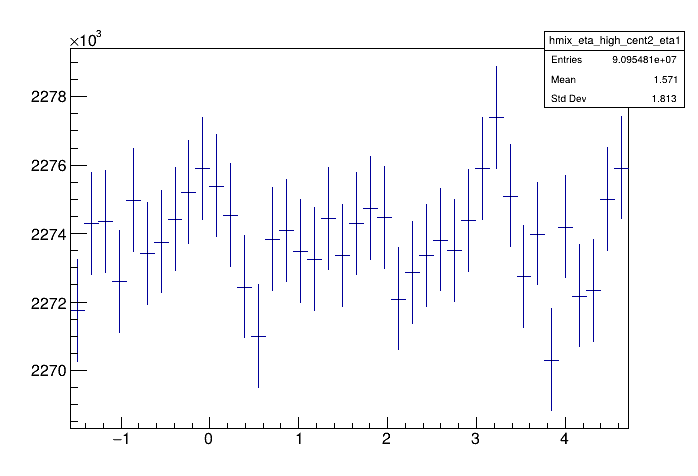 ×10³
hmix_eta_high_cent2_eta1
Entries 9.095481e+07
Mean 1.571
Std Dev 1.813
2278
2276
2274
2272
2270
−1 0 1 2 3 4